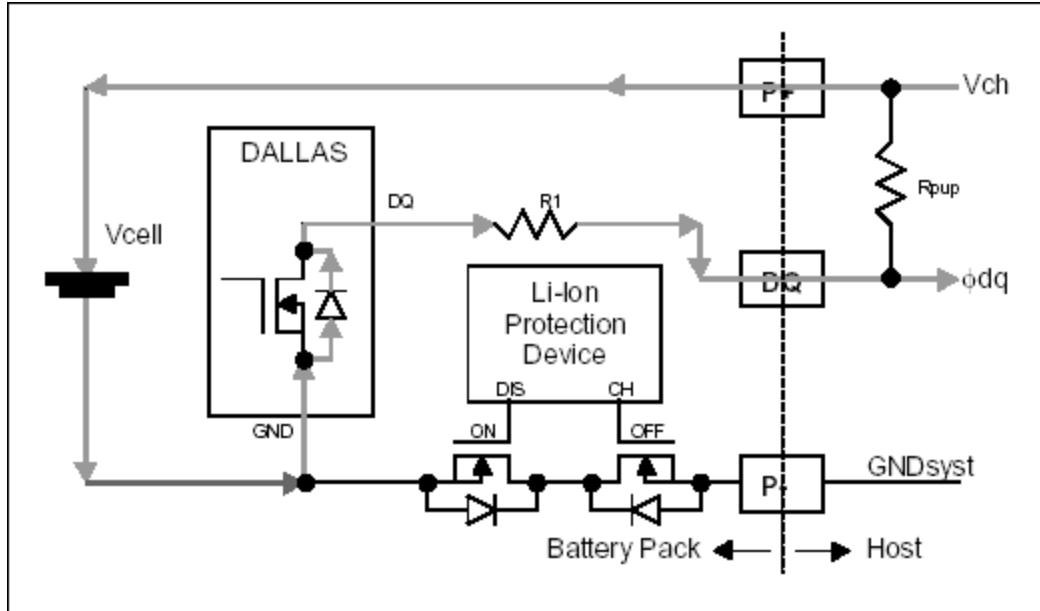 P+
Vch
DALLAS
DQ
R1
Rpup
Vcell
DQ
ϕdq
Li-Ion
Protection
Device
DIS
CH
GND
ON
OFF
P-
GNDsyst
Battery Pack
Host